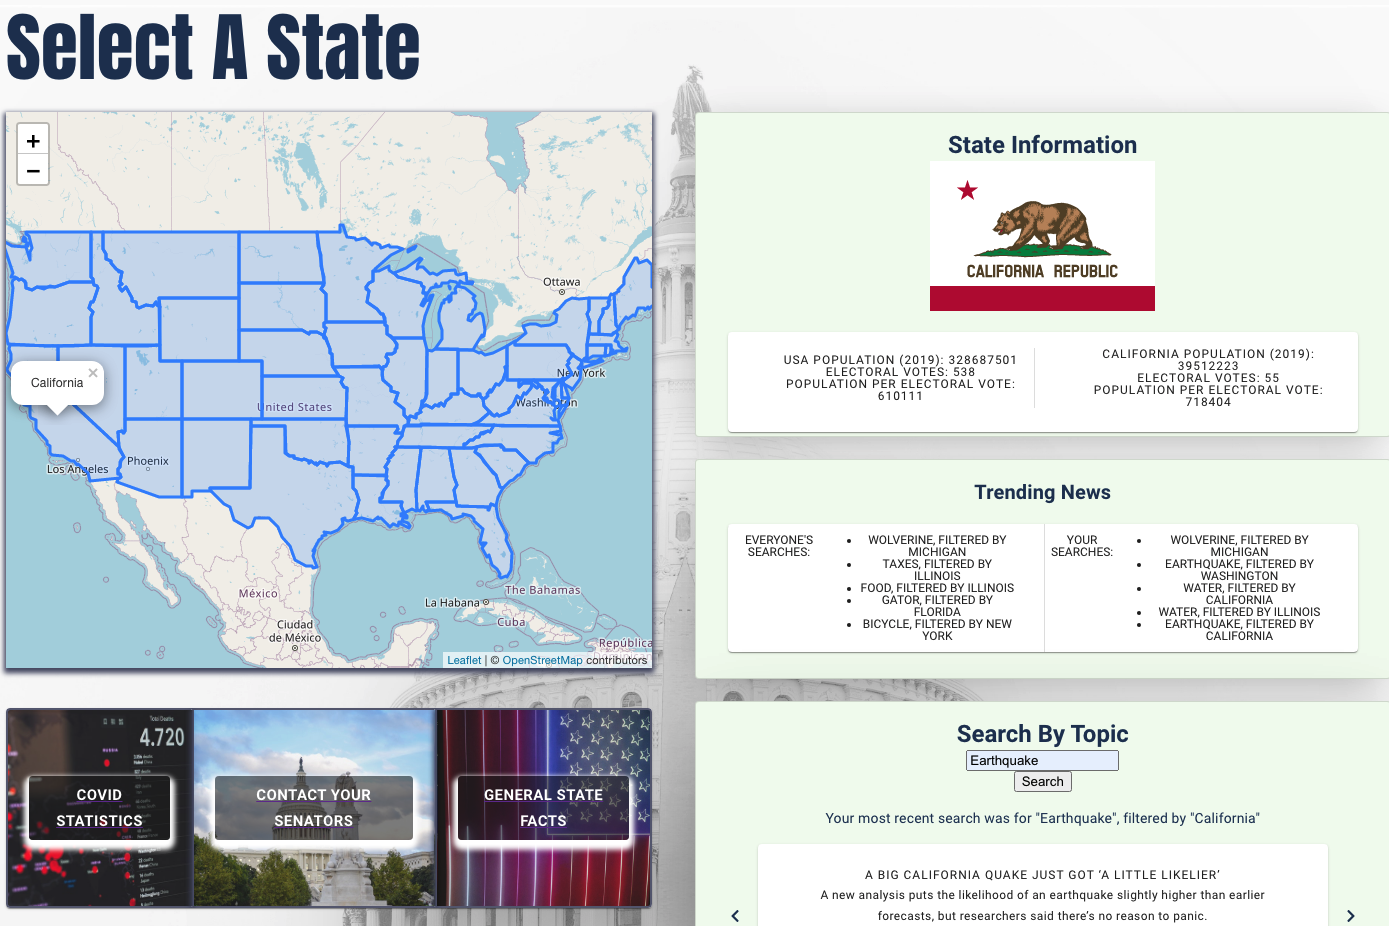 Select A State
+
−
Ottawa
California ×
New York
Washington
United States
Los Angeles
Phoenix
México
La Habana
The Bahamas
Cuba
Ciudad
de México
República
Leaflet | © OpenStreetMap contributors
Total Deaths
4.720
COVID
STATISTICS
CONTACT YOUR
SENATORS
GENERAL STATE
FACTS
State Information
CALIFORNIA REPUBLIC
USA POPULATION (2019): 328687501
ELECTORAL VOTES: 538
POPULATION PER ELECTORAL VOTE:
610111
CALIFORNIA POPULATION (2019):
39512223
ELECTORAL VOTES: 55
POPULATION PER ELECTORAL VOTE:
718404
Trending News
EVERYONE'S
SEARCHES:
• WOLVERINE, FILTERED BY
MICHIGAN
• TAXES, FILTERED BY
ILLINOIS
• FOOD, FILTERED BY ILLINOIS
• GATOR, FILTERED BY
FLORIDA
• BICYCLE, FILTERED BY NEW
YORK
YOUR
SEARCHES:
• WOLVERINE, FILTERED BY
MICHIGAN
• EARTHQUAKE, FILTERED BY
WASHINGTON
• WATER, FILTERED BY
CALIFORNIA
• WATER, FILTERED BY ILLINOIS
• EARTHQUAKE, FILTERED BY
CALIFORNIA
Search By Topic
Earthquake
Search
Your most recent search was for "Earthquake", filtered by "California"
A BIG CALIFORNIA QUAKE JUST GOT ‘A LITTLE LIKELIER’
A new analysis puts the likelihood of an earthquake slightly higher than earlier
forecasts, but researchers said there’s no reason to panic.